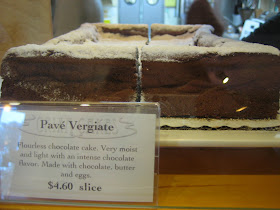 Pavé Vergiate
Flourless chocolate cake. Very moist
and light with an intense chocolate
flavor. Made with chocolate, butter
and eggs.
$4.60 slice